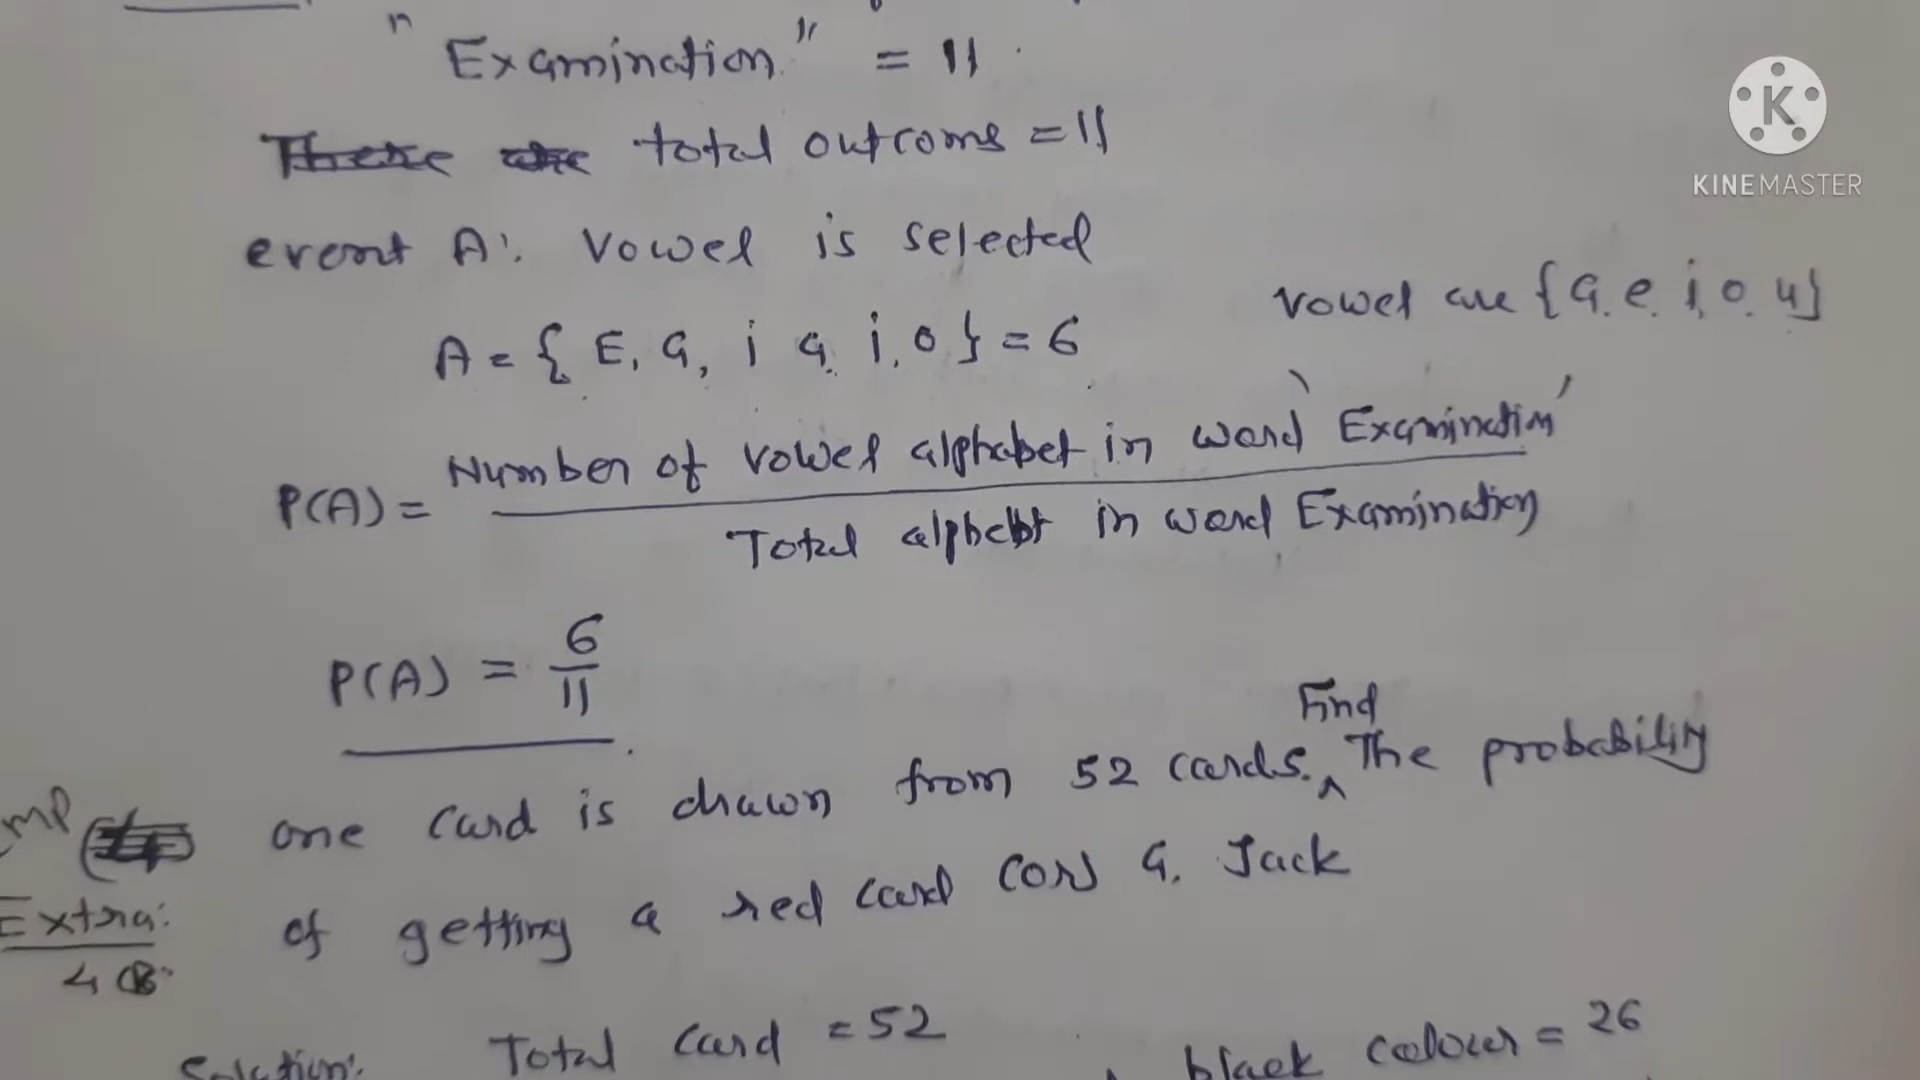 "Examination" = 11
There are total outcoms = 11
event A: Vowel is selected
vowel are {a. e. i, o. u}
A = { E, a, i a, i, o } = 6
P(A) = Number of vowel alphabet in word 'Examination' / Total alphabet in word Examination
P(A) = 6/11
one card is drawn from 52 cards. Find The probability
of getting a red card (or) a. Jack
Extra:
Solution: Total card = 52
black colour = 26
KINEMASTER